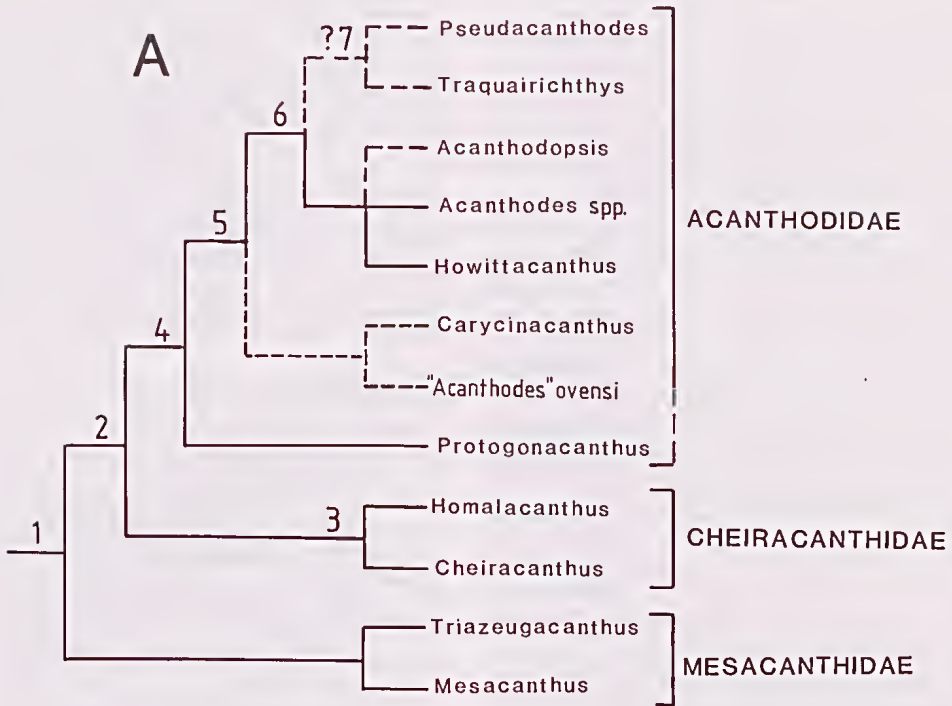 A
?7
Pseudacanthodes
Traquairichthys
6
Acanthodopsis
Acanthodes spp.
ACANTHODIDAE
5
Howittacanthus
Carycinacanthus
4
"Acanthodes" ovensi
2
Protogonacanthus
Homalacanthus
3
CHEIRACANTHIDAE
1
Cheiracanthus
Triazeugacanthus
MESACANTHIDAE
Mesacanthus